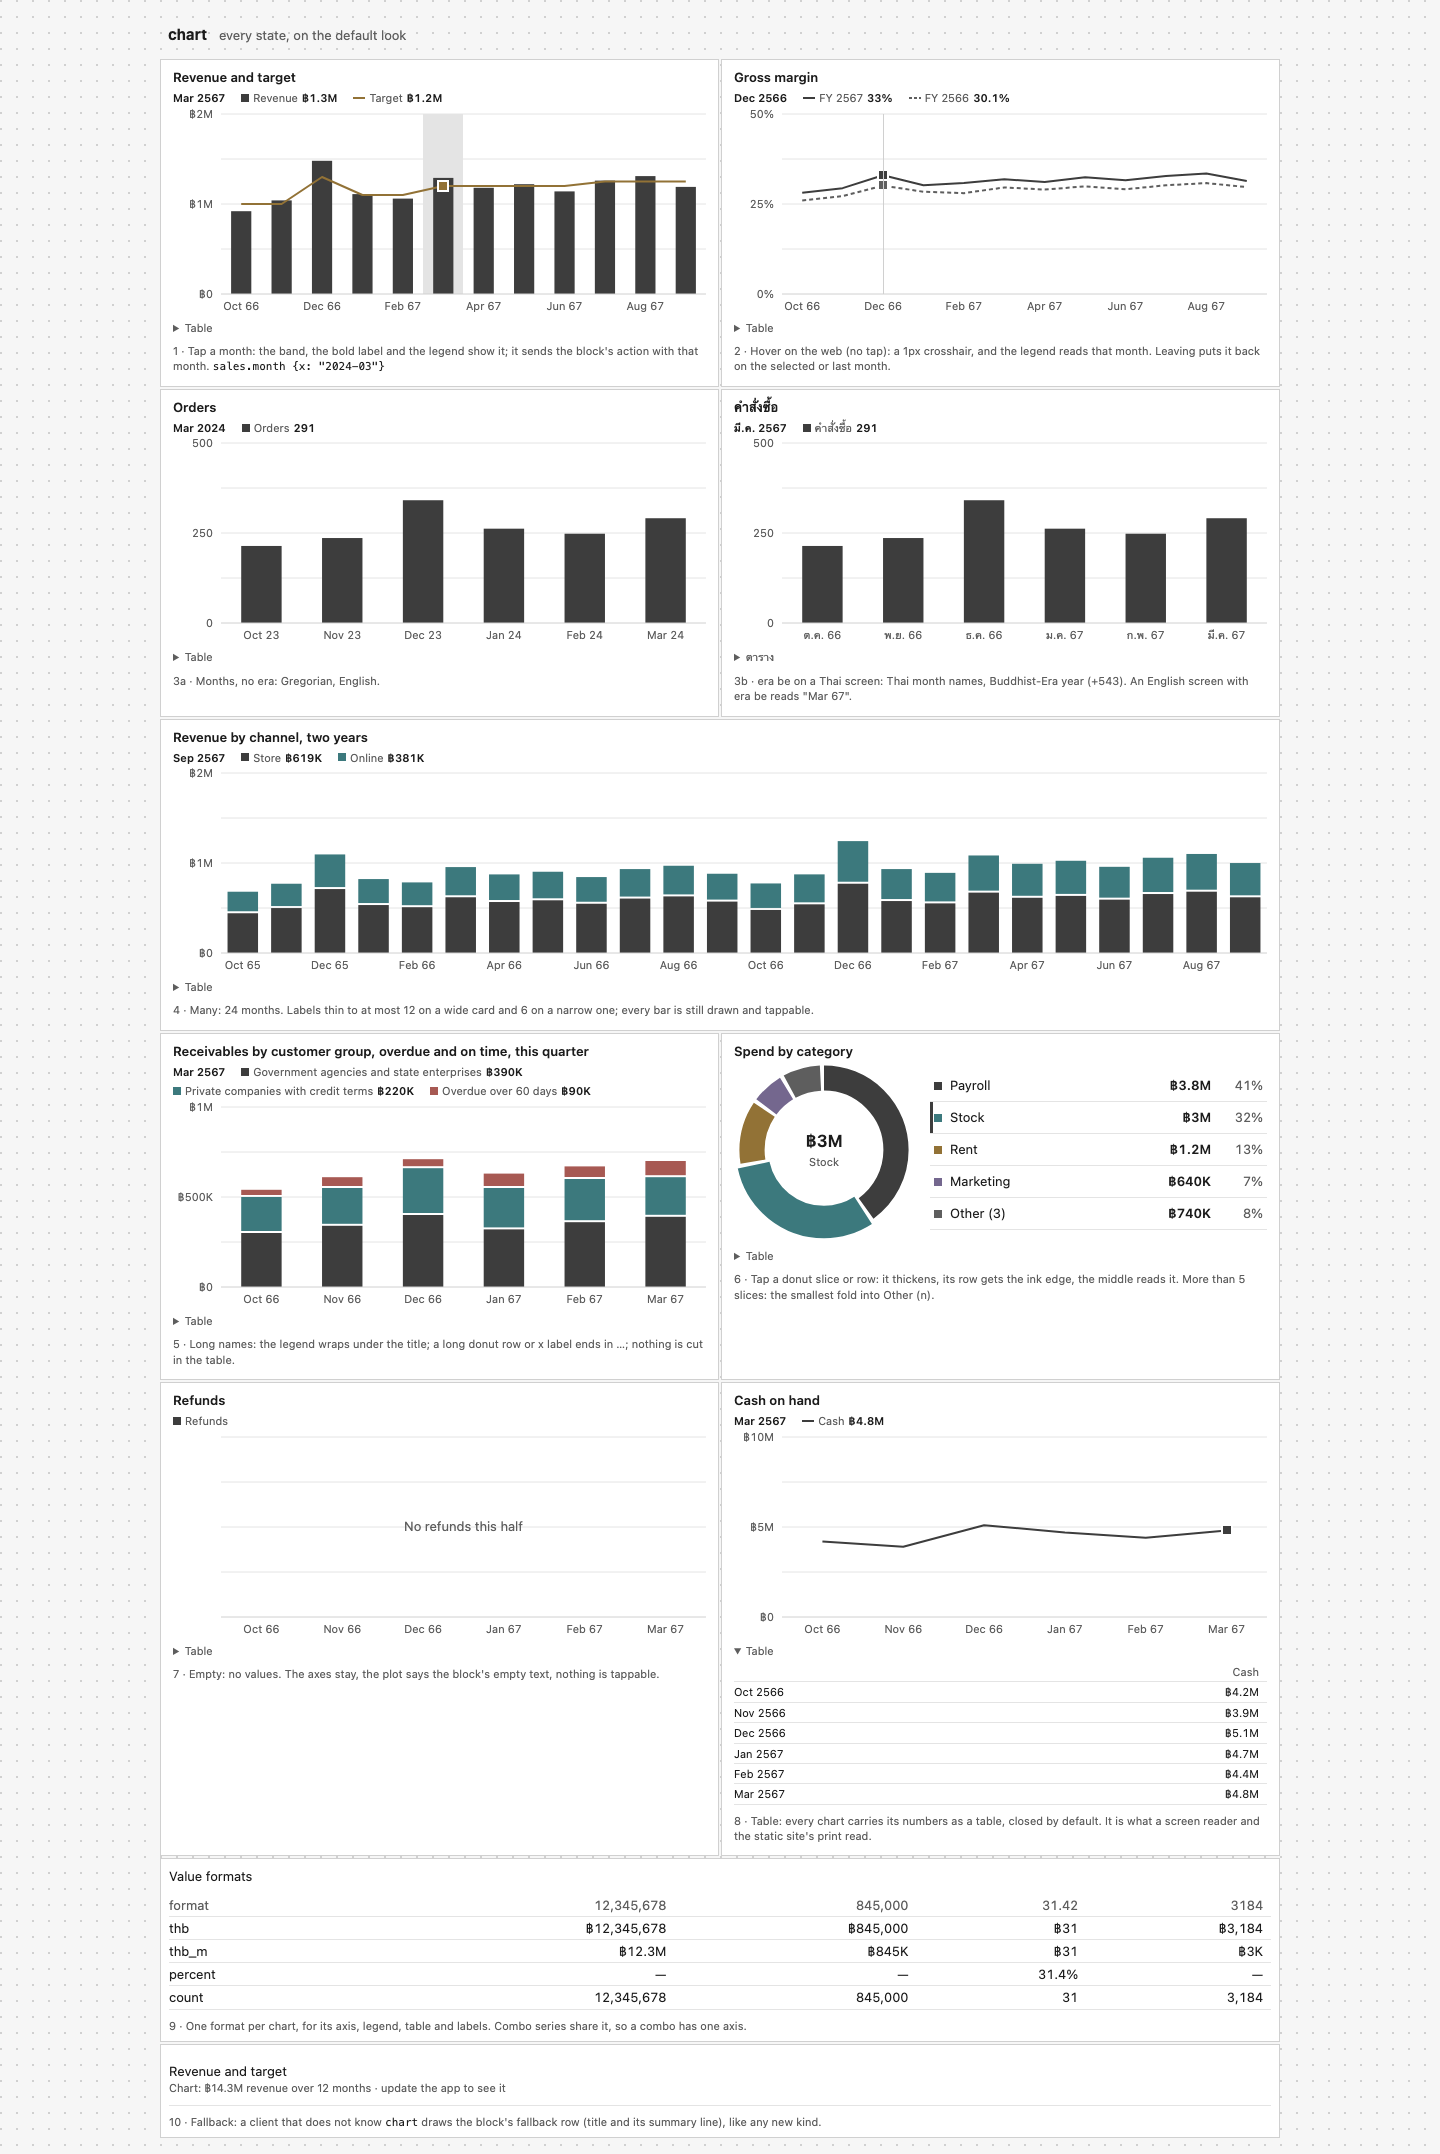 chart every state, on the default look
Revenue and target
Mar 2567 Revenue ฿1.3M Target ฿1.2M
฿2M
฿1M
฿0
Oct 66 Dec 66 Feb 67 Apr 67 Jun 67 Aug 67
Table
1 · Tap a month: the band, the bold label and the legend show it; it sends the block's action with that
month. sales.month {x: "2024-03"}
Gross margin
Dec 2566 FY 2567 33% FY 2566 30.1%
50%
25%
0%
Oct 66 Dec 66 Feb 67 Apr 67 Jun 67 Aug 67
Table
2 · Hover on the web (no tap): a 1px crosshair, and the legend reads that month. Leaving puts it back
on the selected or last month.
Orders
Mar 2024 Orders 291
500
250
0
Oct 23 Nov 23 Dec 23 Jan 24 Feb 24 Mar 24
Table
3a · Months, no era: Gregorian, English.
คำสั่งซื้อ
มี.ค. 2567 คำสั่งซื้อ 291
500
250
0
ต.ค. 66 พ.ย. 66 ธ.ค. 66 ม.ค. 67 ก.พ. 67 มี.ค. 67
ตาราง
3b · era be on a Thai screen: Thai month names, Buddhist-Era year (+543). An English screen with
era be reads "Mar 67".
Revenue by channel, two years
Sep 2567 Store ฿619K Online ฿381K
฿2M
฿1M
฿0
Oct 65 Dec 65 Feb 66 Apr 66 Jun 66 Aug 66 Oct 66 Dec 66 Feb 67 Apr 67 Jun 67 Aug 67
Table
4 · Many: 24 months. Labels thin to at most 12 on a wide card and 6 on a narrow one; every bar is still drawn and tappable.
Receivables by customer group, overdue and on time, this quarter
Mar 2567 Government agencies and state enterprises ฿390K
Private companies with credit terms ฿220K Overdue over 60 days ฿90K
฿1M
฿500K
฿0
Oct 66 Nov 66 Dec 66 Jan 67 Feb 67 Mar 67
Table
5 · Long names: the legend wraps under the title; a long donut row or x label ends in …; nothing is cut
in the table.
Spend by category
฿3M
Stock
Payroll ฿3.8M 41%
Stock ฿3M 32%
Rent ฿1.2M 13%
Marketing ฿640K 7%
Other (3) ฿740K 8%
Table
6 · Tap a donut slice or row: it thickens, its row gets the ink edge, the middle reads it. More than 5
slices: the smallest fold into Other (n).
Refunds
Refunds
No refunds this half
Oct 66 Nov 66 Dec 66 Jan 67 Feb 67 Mar 67
Table
7 · Empty: no values. The axes stay, the plot says the block's empty text, nothing is tappable.
Cash on hand
Mar 2567 Cash ฿4.8M
฿10M
฿5M
฿0
Oct 66 Nov 66 Dec 66 Jan 67 Feb 67 Mar 67
Table
Cash
Oct 2566 ฿4.2M
Nov 2566 ฿3.9M
Dec 2566 ฿5.1M
Jan 2567 ฿4.7M
Feb 2567 ฿4.4M
Mar 2567 ฿4.8M
8 · Table: every chart carries its numbers as a table, closed by default. It is what a screen reader and
the static site's print read.
Value formats
format 12,345,678 845,000 31.42 3184
thb ฿12,345,678 ฿845,000 ฿31 ฿3,184
thb_m ฿12.3M ฿845K ฿31 ฿3K
percent — — 31.4% —
count 12,345,678 845,000 31 3,184
9 · One format per chart, for its axis, legend, table and labels. Combo series share it, so a combo has one axis.
Revenue and target
Chart: ฿14.3M revenue over 12 months · update the app to see it
10 · Fallback: a client that does not know chart draws the block's fallback row (title and its summary line), like any new kind.